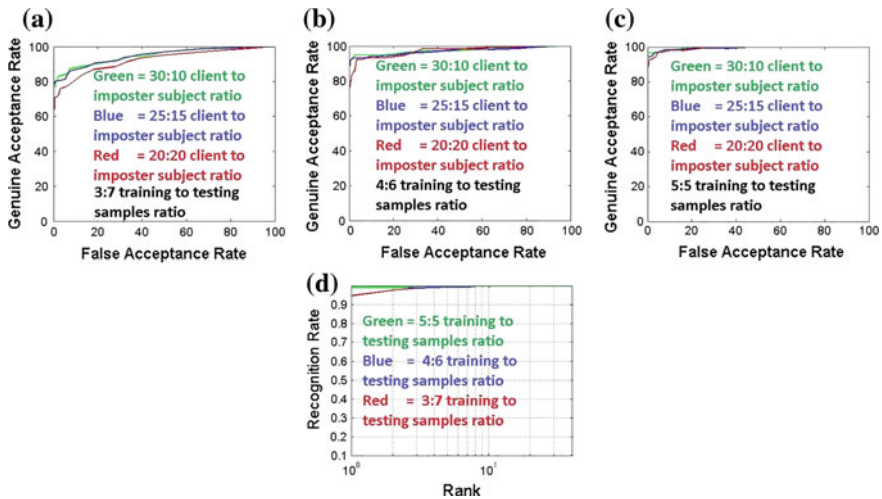 (a)
Genuine Acceptance Rate
100
80
60
40
20
0
Green = 30:10 client to
imposter subject ratio
Blue = 25:15 client to
imposter subject ratio
Red = 20:20 client to
imposter subject ratio
3:7 training to testing
samples ratio
0 20 40 60 80 100
False Acceptance Rate
(b)
Genuine Acceptance Rate
100
80
60
40
20
0
Green = 30:10 client to
imposter subject ratio
Blue = 25:15 client to
imposter subject ratio
Red = 20:20 client to
imposter subject ratio
4:6 training to testing
samples ratio
0 20 40 60 80 100
False Acceptance Rate
(c)
Genuine Acceptance Rate
100
80
60
40
20
0
Green = 30:10 client to
imposter subject ratio
Blue = 25:15 client to
imposter subject ratio
Red = 20:20 client to
imposter subject ratio
5:5 training to testing
samples ratio
0 20 40 60 80 100
False Acceptance Rate
(d)
Recognition Rate
0.9
0.8
0.7
0.6
0.5
0.4
0.3
0.2
0.1
Green = 5:5 training to
testing samples ratio
Blue = 4:6 training to
testing samples ratio
Red = 3:7 training to
testing samples ratio
10⁰ 10¹
Rank